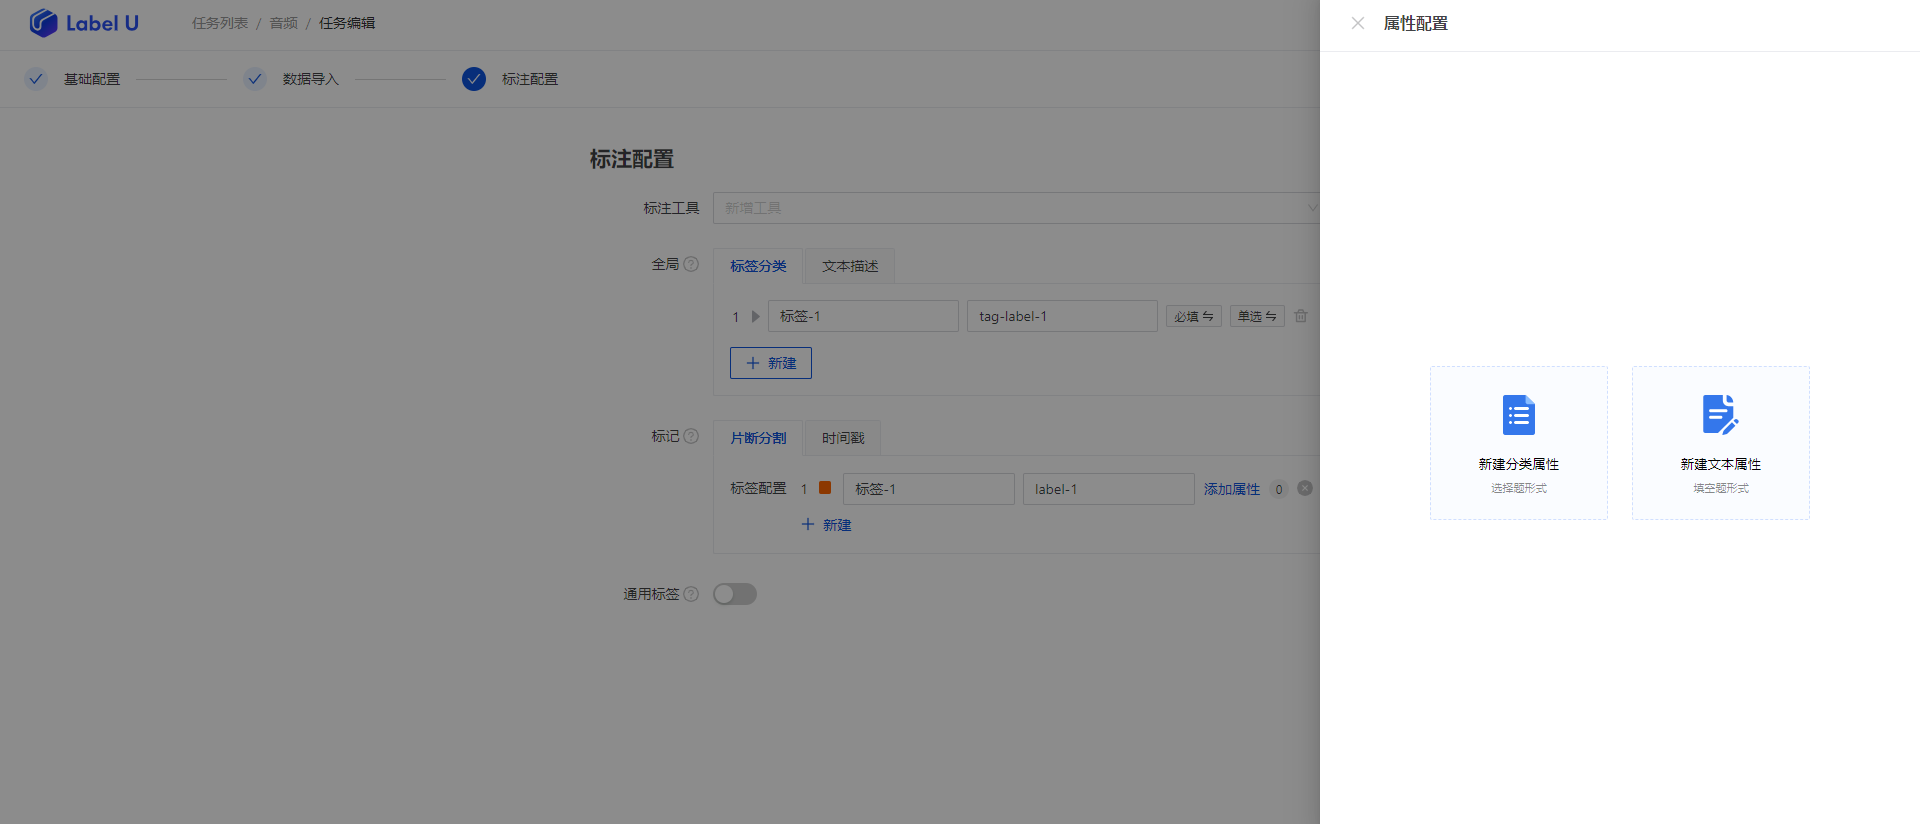 Label U
任务列表 / 音频 / 任务编辑
基础配置
数据导入
标注配置
标注配置
标注工具
新增工具
全局
标签分类
文本描述
1
标签-1
tag-label-1
必填
单选
新建
标记
片断分割
时间戳
标签配置
1
标签-1
label-1
添加属性
0
新建
通用标签
属性配置
新建分类属性
选择题形式
新建文本属性
填空题形式